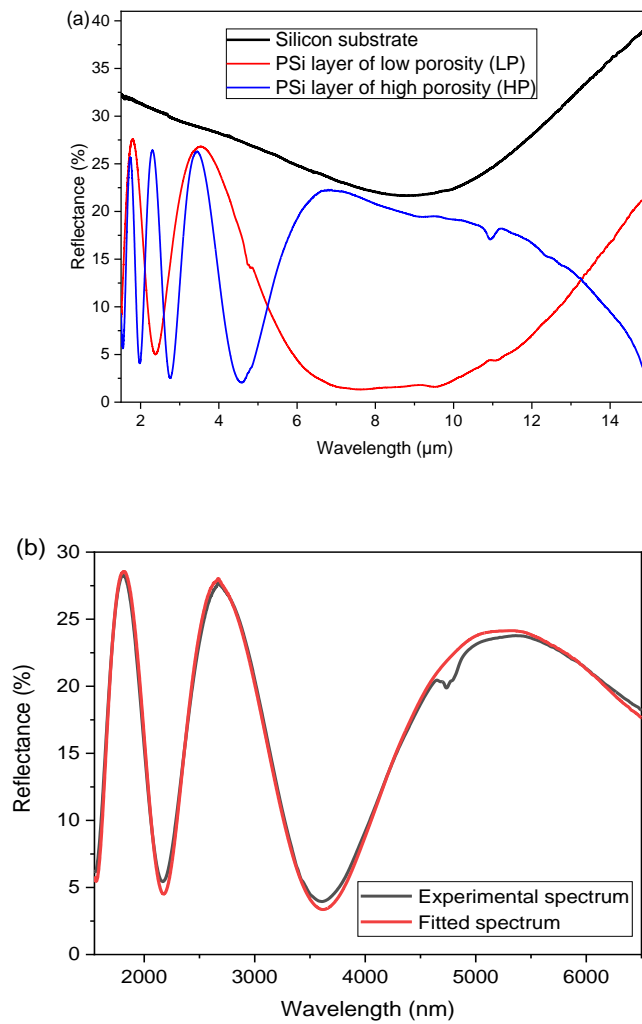 (a)
40
35
30
25
20
15
10
5
0
Reflectance (%)
Silicon substrate
PSi layer of low porosity (LP)
PSi layer of high porosity (HP)
2 4 6 8 10 12 14
Wavelength (µm)
(b)
30
25
20
15
10
5
0
Reflectance (%)
Experimental spectrum
Fitted spectrum
2000 3000 4000 5000 6000
Wavelength (nm)